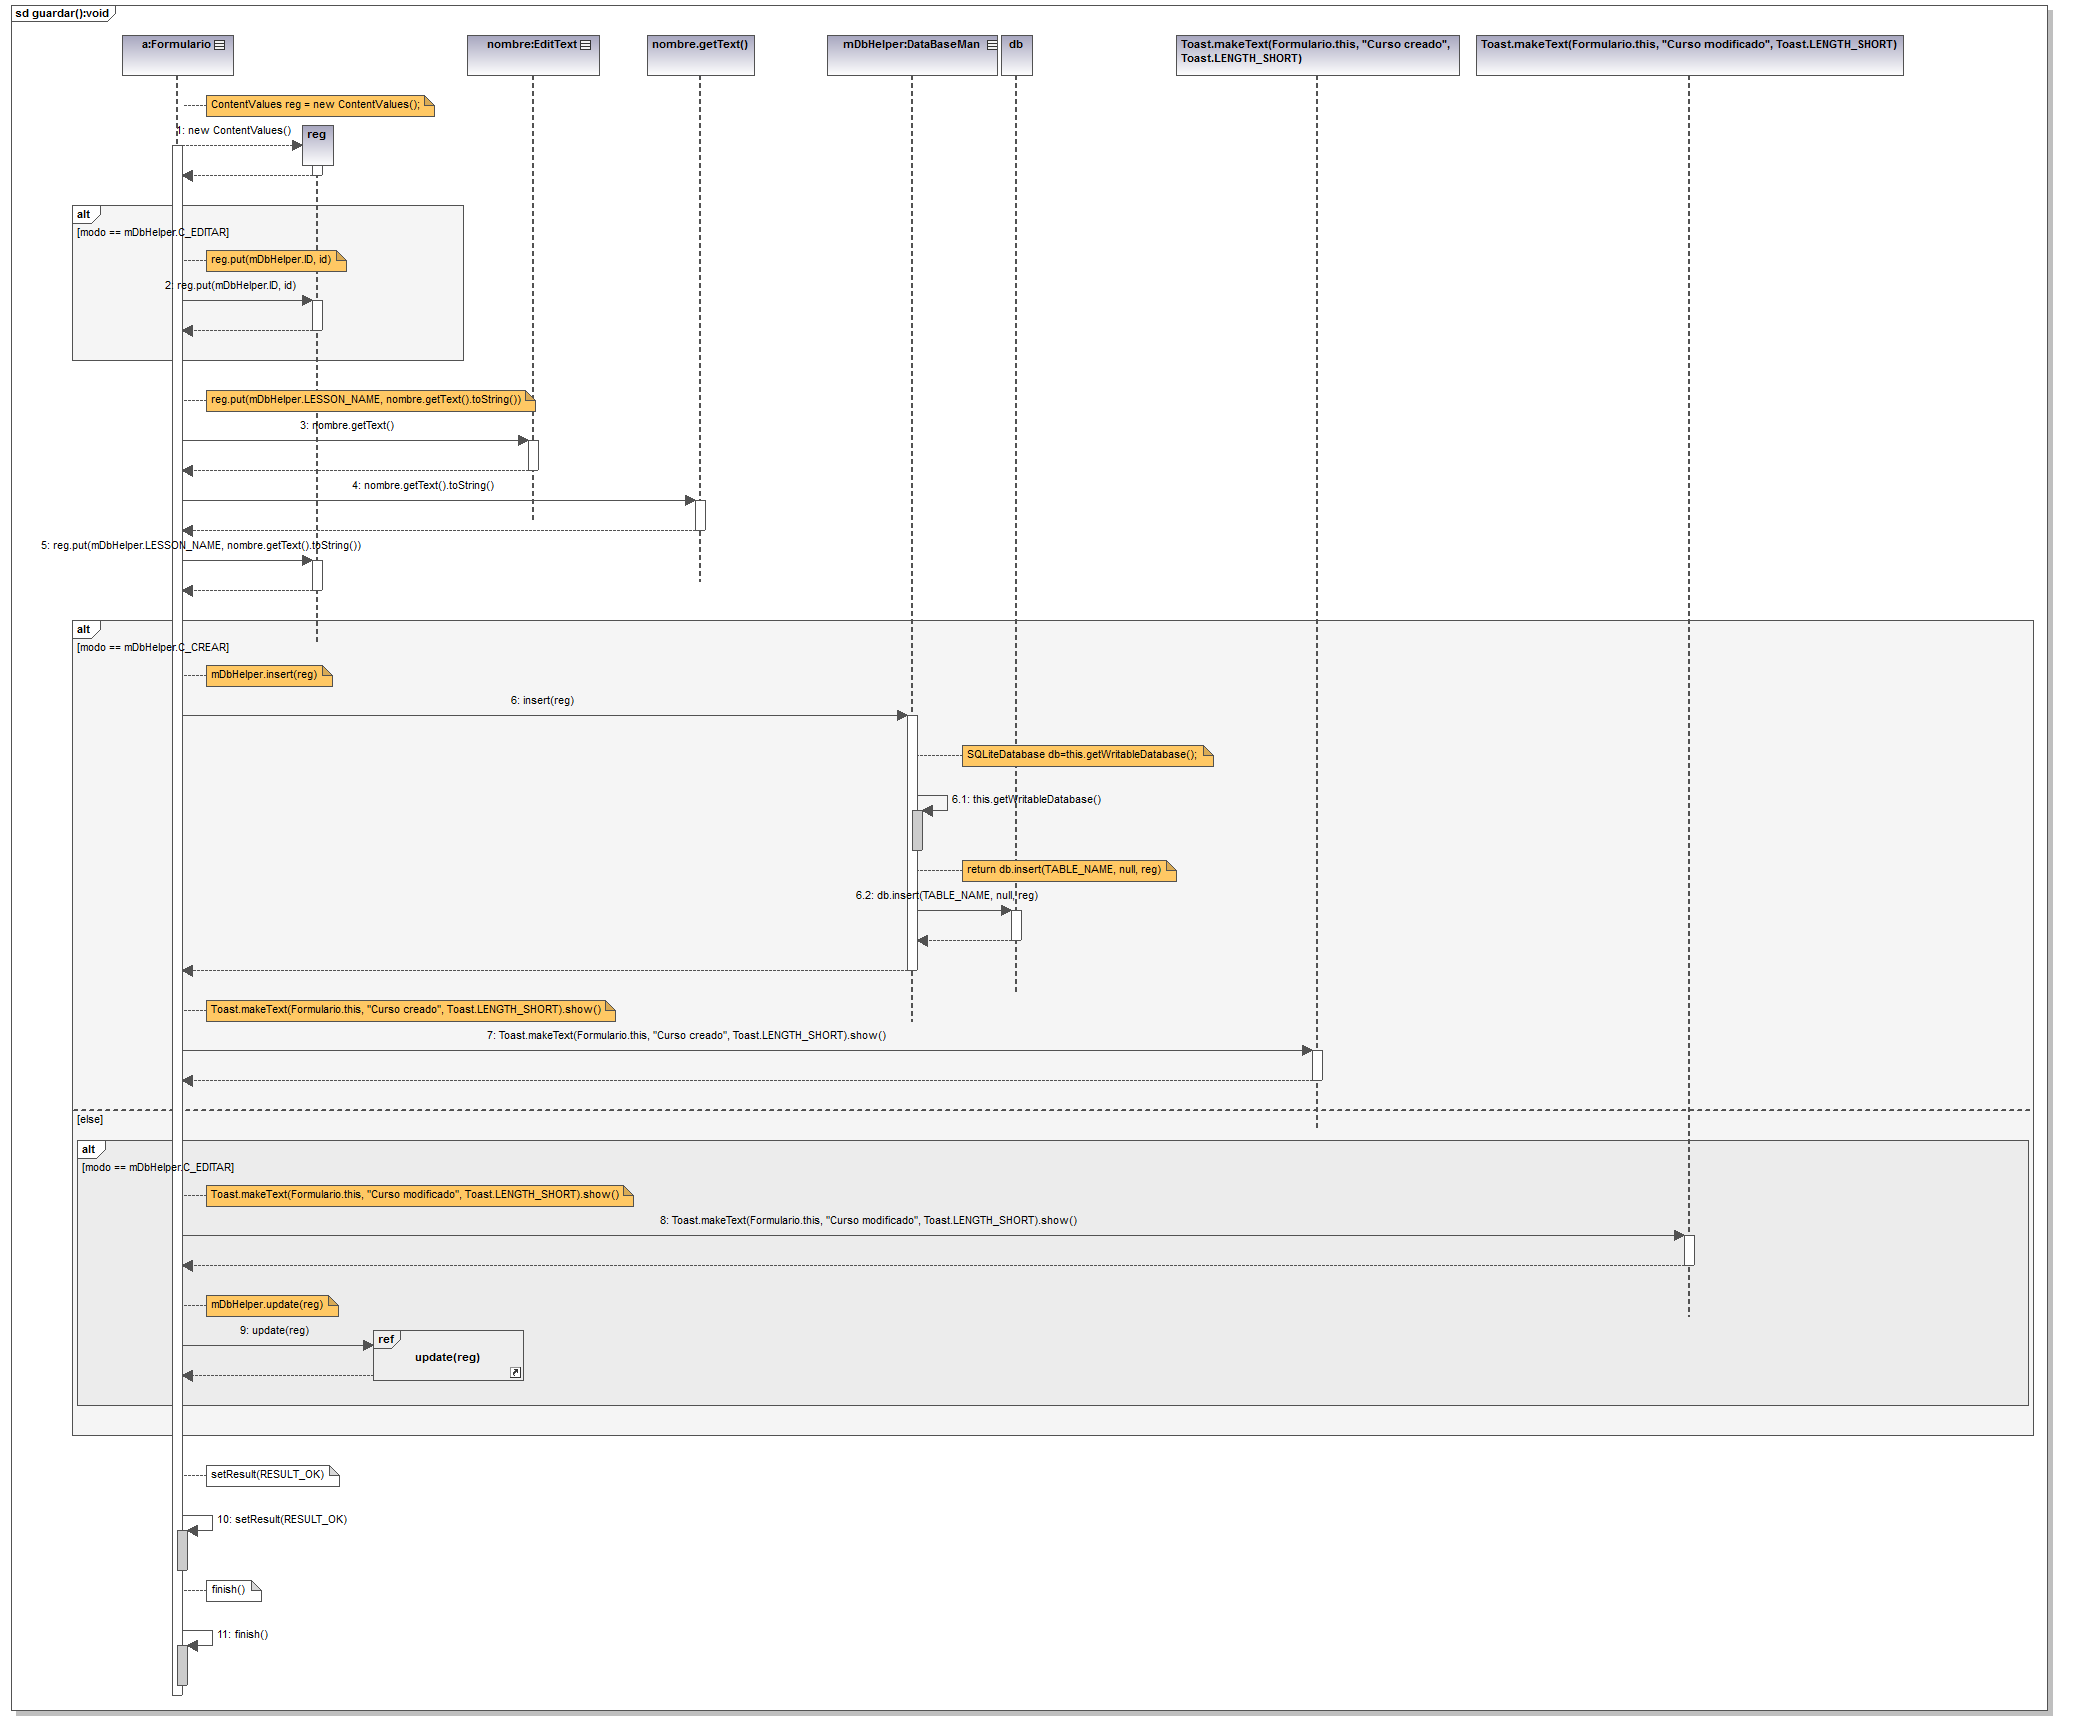 sd guardar():void
a:Formulario
nombre:EditText
nombre.getText()
mDbHelper:DataBaseMan
db
Toast.makeText(Formulario.this, "Curso creado",
Toast.LENGTH_SHORT)
Toast.makeText(Formulario.this, "Curso modificado", Toast.LENGTH_SHORT)
ContentValues reg = new ContentValues();
1: new ContentValues()
reg
alt
[modo == mDbHelper.C_EDITAR]
reg.put(mDbHelper.ID, id)
2: reg.put(mDbHelper.ID, id)
reg.put(mDbHelper.LESSON_NAME, nombre.getText().toString())
3: nombre.getText()
4: nombre.getText().toString()
5: reg.put(mDbHelper.LESSON_NAME, nombre.getText().toString())
alt
[modo == mDbHelper.C_CREAR]
mDbHelper.insert(reg)
6: insert(reg)
SQLiteDatabase db=this.getWritableDatabase();
6.1: this.getWritableDatabase()
return db.insert(TABLE_NAME, null, reg)
6.2: db.insert(TABLE_NAME, null, reg)
Toast.makeText(Formulario.this, "Curso creado", Toast.LENGTH_SHORT).show()
7: Toast.makeText(Formulario.this, "Curso creado", Toast.LENGTH_SHORT).show()
[else]
alt
[modo == mDbHelper.C_EDITAR]
Toast.makeText(Formulario.this, "Curso modificado", Toast.LENGTH_SHORT).show()
8: Toast.makeText(Formulario.this, "Curso modificado", Toast.LENGTH_SHORT).show()
mDbHelper.update(reg)
9: update(reg)
ref
update(reg)
setResult(RESULT_OK)
10: setResult(RESULT_OK)
finish()
11: finish()